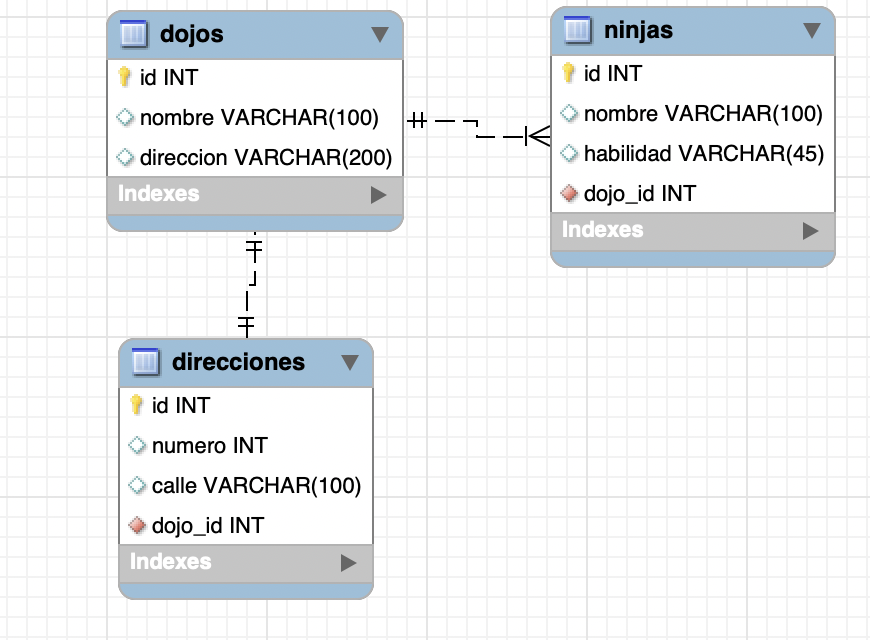 dojos
id INT
nombre VARCHAR(100)
direccion VARCHAR(200)
Indexes
ninjas
id INT
nombre VARCHAR(100)
habilidad VARCHAR(45)
dojo_id INT
Indexes
direcciones
id INT
numero INT
calle VARCHAR(100)
dojo_id INT
Indexes